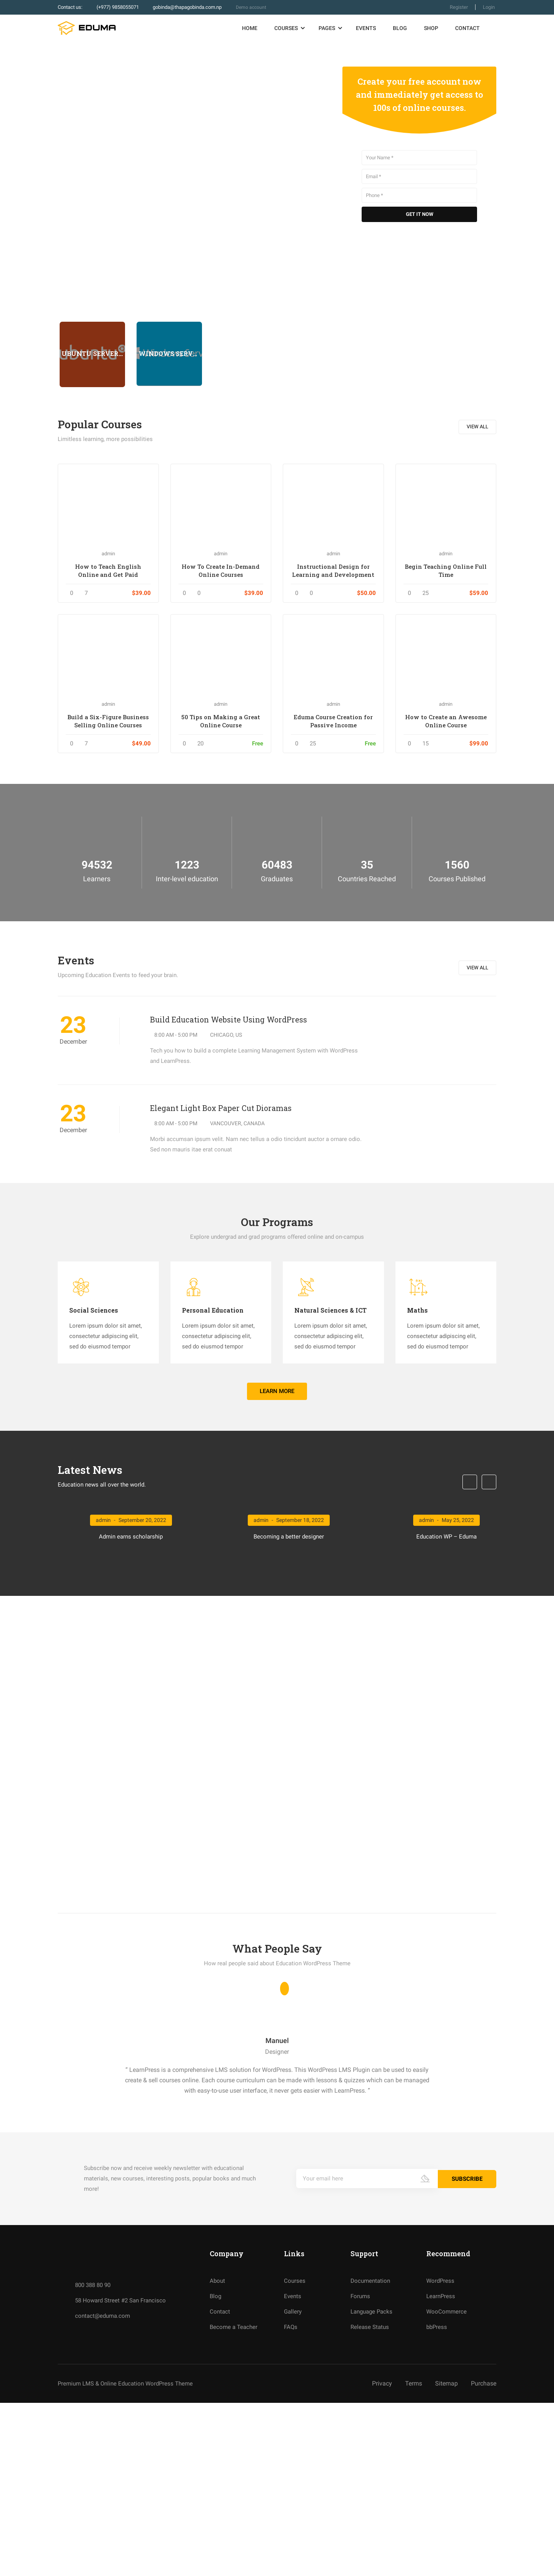 Contact us: (+977) 9858055071 gobinda@thapagobinda.com.np Demo account Register Login
EDUMA HOME COURSES PAGES EVENTS BLOG SHOP CONTACT
Create your free account now
and immediately get access to
100s of online courses.
Your Name *
Email *
Phone *
GET IT NOW
UBUNTU SERVER... WINDOWS SERV...
Popular Courses
VIEW ALL
Limitless learning, more possibilities
admin
How to Teach English
Online and Get Paid
0 7 $39.00
admin
How To Create In-Demand
Online Courses
0 0 $39.00
admin
Instructional Design for
Learning and Development
0 0 $50.00
admin
Begin Teaching Online Full
Time
0 25 $59.00
admin
Build a Six-Figure Business
Selling Online Courses
0 7 $49.00
admin
50 Tips on Making a Great
Online Course
0 20 Free
admin
Eduma Course Creation for
Passive Income
0 25 Free
admin
How to Create an Awesome
Online Course
0 15 $99.00
94532
Learners
1223
Inter-level education
60483
Graduates
35
Countries Reached
1560
Courses Published
Events
VIEW ALL
Upcoming Education Events to feed your brain.
23
December
Build Education Website Using WordPress
8:00 AM - 5:00 PM CHICAGO, US
Tech you how to build a complete Learning Management System with WordPress
and LearnPress.
23
December
Elegant Light Box Paper Cut Dioramas
8:00 AM - 5:00 PM VANCOUVER, CANADA
Morbi accumsan ipsum velit. Nam nec tellus a odio tincidunt auctor a ornare odio.
Sed non mauris itae erat conuat
Our Programs
Explore undergrad and grad programs offered online and on-campus
Social Sciences
Lorem ipsum dolor sit amet,
consectetur adipiscing elit,
sed do eiusmod tempor
Personal Education
Lorem ipsum dolor sit amet,
consectetur adipiscing elit,
sed do eiusmod tempor
Natural Sciences & ICT
Lorem ipsum dolor sit amet,
consectetur adipiscing elit,
sed do eiusmod tempor
Maths
Lorem ipsum dolor sit amet,
consectetur adipiscing elit,
sed do eiusmod tempor
LEARN MORE
Latest News
Education news all over the world.
admin - September 20, 2022
Admin earns scholarship
admin - September 18, 2022
Becoming a better designer
admin - May 25, 2022
Education WP – Eduma
What People Say
How real people said about Education WordPress Theme
Manuel
Designer
“ LearnPress is a comprehensive LMS solution for WordPress. This WordPress LMS Plugin can be used to easily
create & sell courses online. Each course curriculum can be made with lessons & quizzes which can be managed
with easy-to-use user interface, it never gets easier with LearnPress. ”
Subscribe now and receive weekly newsletter with educational
materials, new courses, interesting posts, popular books and much
more!
Your email here SUBSCRIBE
800 388 80 90
58 Howard Street #2 San Francisco
contact@eduma.com
Company
About
Blog
Contact
Become a Teacher
Links
Courses
Events
Gallery
FAQs
Support
Documentation
Forums
Language Packs
Release Status
Recommend
WordPress
LearnPress
WooCommerce
bbPress
Premium LMS & Online Education WordPress Theme Privacy Terms Sitemap Purchase